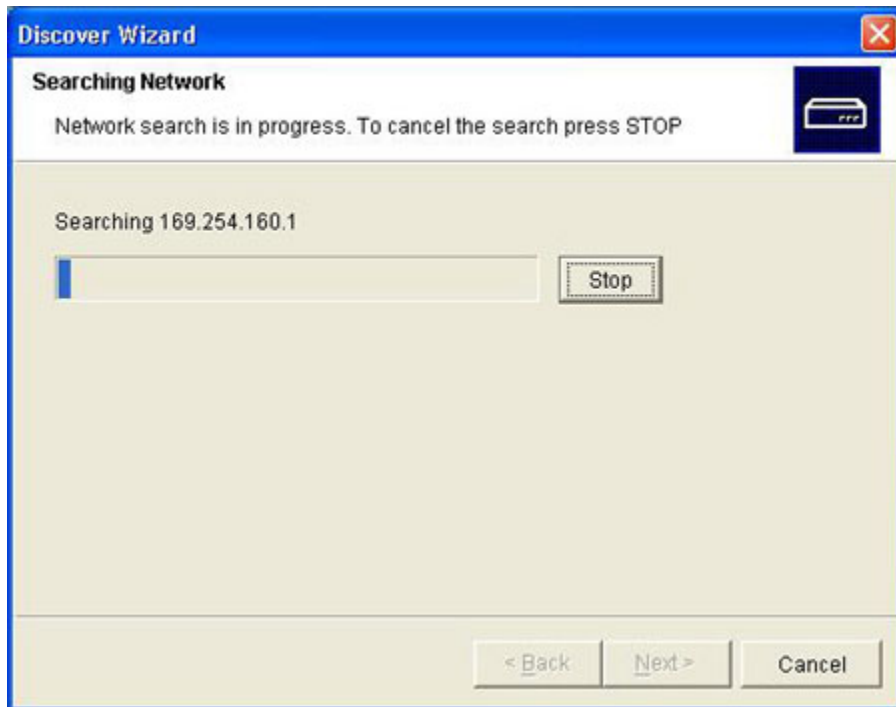 Discover Wizard
Searching Network
Network search is in progress. To cancel the search press STOP
Searching 169.254.160.1
Stop
< Back
Next >
Cancel